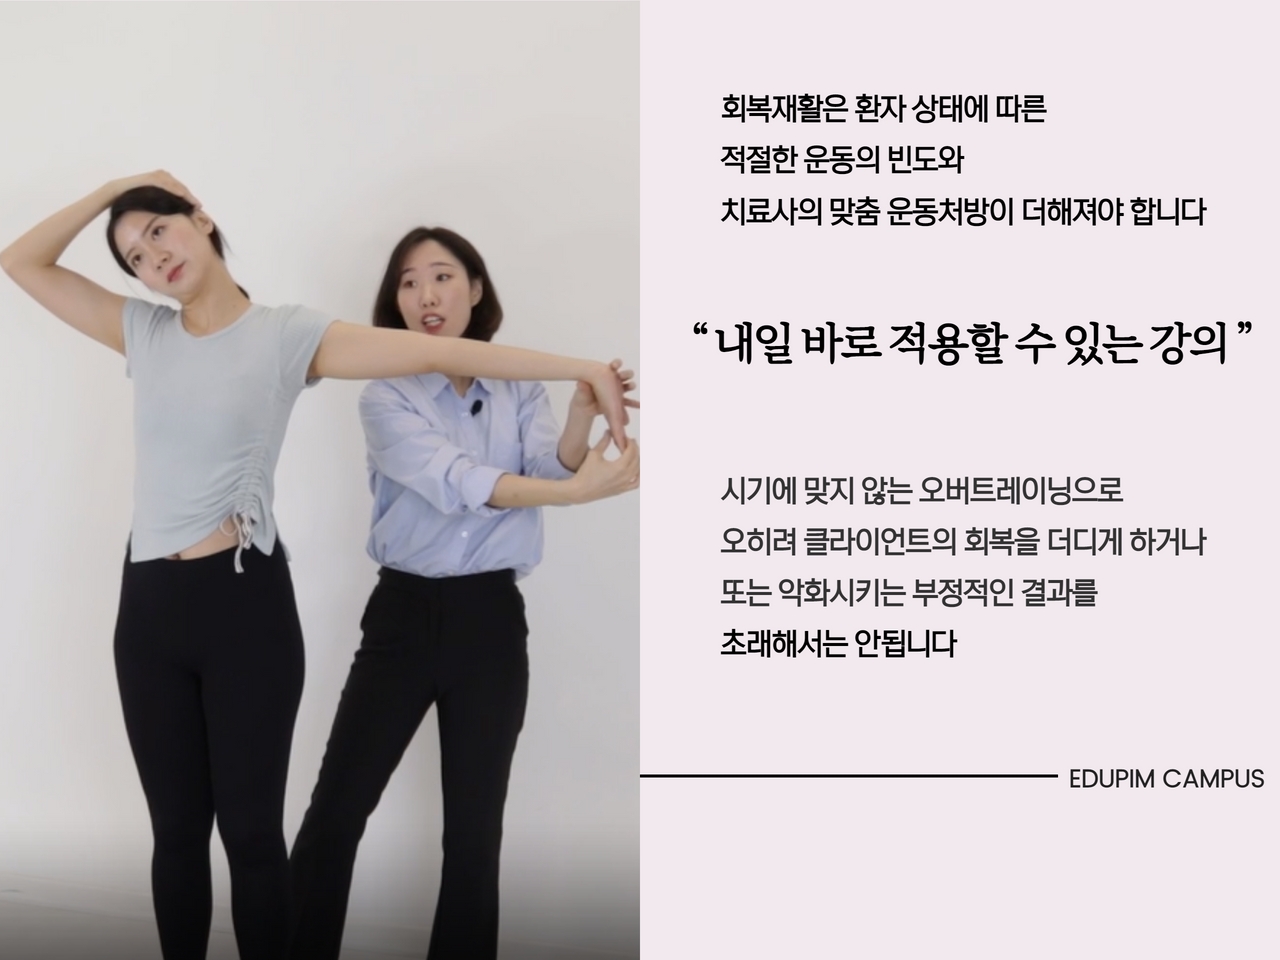 회복재활은 환자 상태에 따른
적절한 운동의 빈도와
치료사의 맞춤 운동처방이 더해져야 합니다
“ 내일 바로 적용할 수 있는 강의 ”
시기에 맞지 않는 오버트레이닝으로
오히려 클라이언트의 회복을 더디게 하거나
또는 악화시키는 부정적인 결과를
초래해서는 안됩니다
EDUPIM CAMPUS